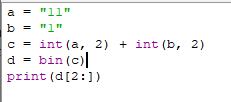 a = "11"
b = "1"
c = int(a, 2) + int(b, 2)
d = bin(c)
print(d[2:])